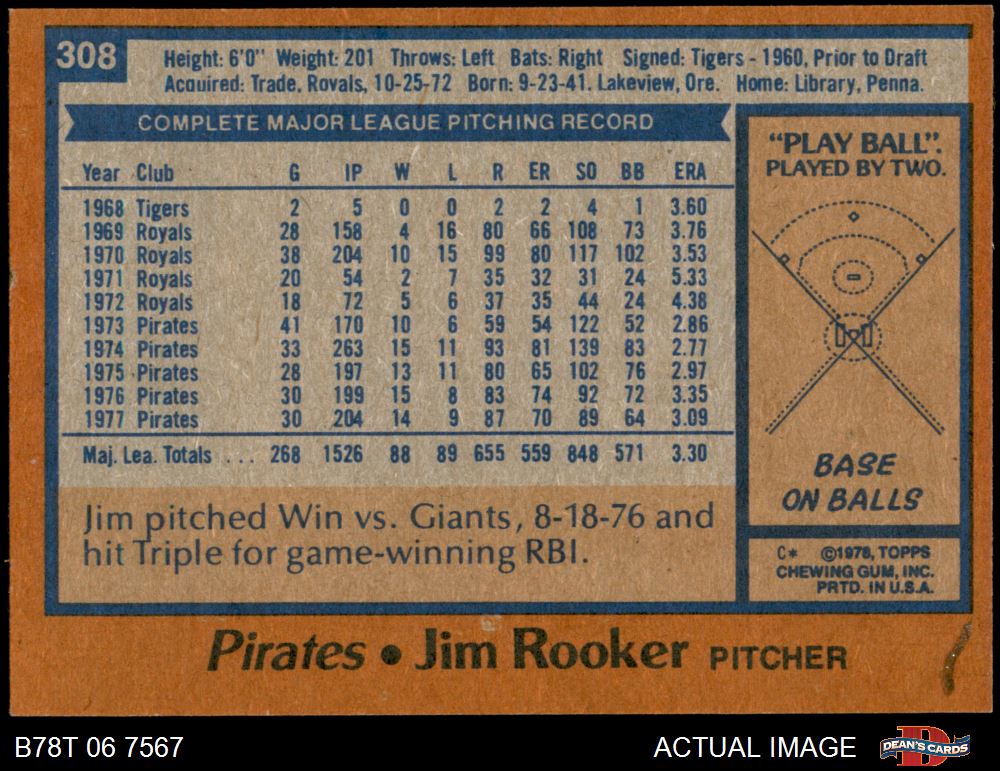 308
Height: 6'0" Weight: 201 Throws: Left Bats: Right Signed: Tigers - 1960, Prior to Draft
Acquired: Trade, Royals, 10-25-72 Born: 9-23-41, Lakeview, Ore. Home: Library, Penna.
COMPLETE MAJOR LEAGUE PITCHING RECORD
Year Club G IP W L R ER SO BB ERA
1968 Tigers 2 5 0 0 2 2 4 1 3.60
1969 Royals 28 158 4 16 80 66 108 73 3.76
1970 Royals 38 204 10 15 99 80 117 102 3.53
1971 Royals 20 54 2 7 35 32 31 24 5.33
1972 Royals 18 72 5 6 37 35 44 24 4.38
1973 Pirates 41 170 10 6 59 54 122 52 2.86
1974 Pirates 33 263 15 11 93 81 139 83 2.77
1975 Pirates 28 197 13 11 80 65 102 76 2.97
1976 Pirates 30 199 15 8 83 74 92 72 3.35
1977 Pirates 30 204 14 9 87 70 89 64 3.09
Maj. Lea. Totals ... 268 1526 88 89 655 559 848 571 3.30
Jim pitched Win vs. Giants, 8-18-76 and
hit Triple for game-winning RBI.
"PLAY BALL".
PLAYED BY TWO.
BASE
ON BALLS
C* ©1978, TOPPS
CHEWING GUM, INC.
PRTD. IN U.S.A.
Pirates • Jim Rooker PITCHER
B78T 06 7567
ACTUAL IMAGE
DEAN'S CARDS